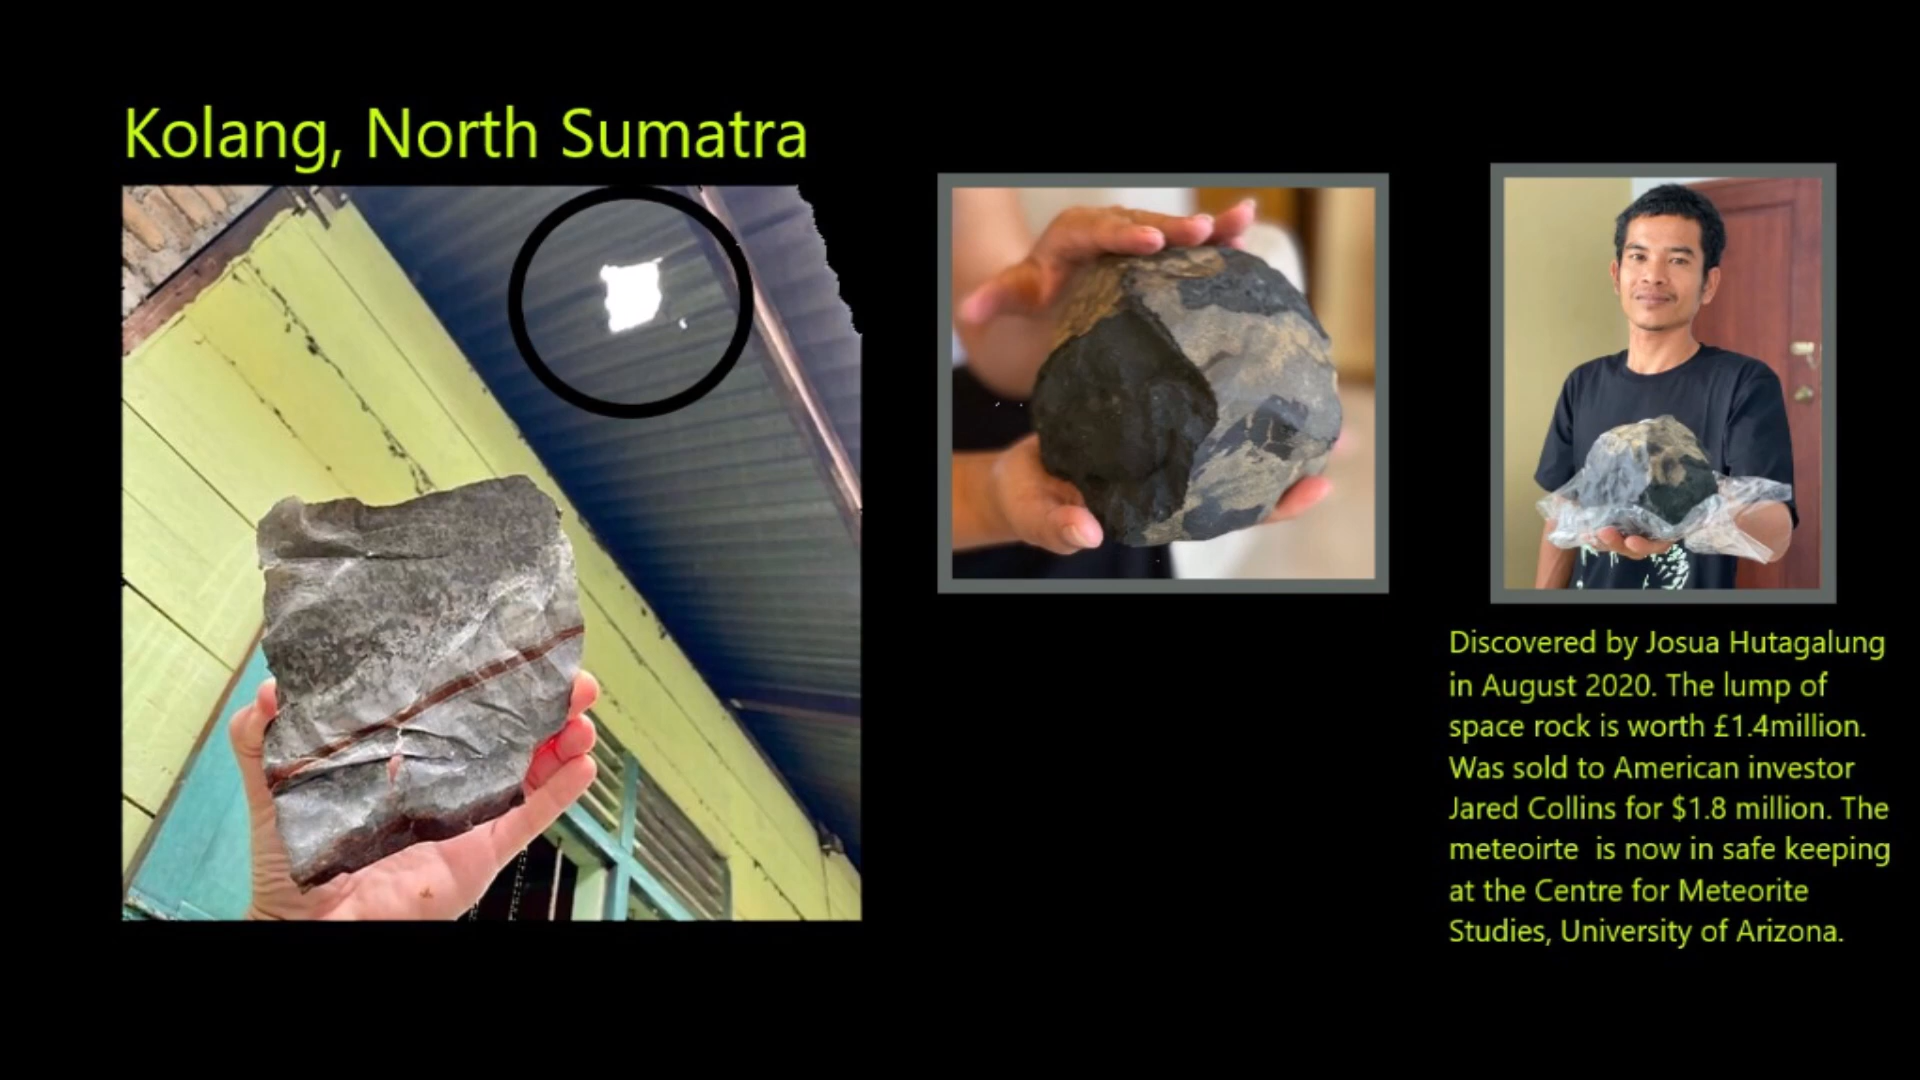 Kolang, North Sumatra
Discovered by Josua Hutagalung
in August 2020. The lump of
space rock is worth £1.4million.
Was sold to American investor
Jared Collins for $1.8 million. The
meteoirte  is now in safe keeping
at the Centre for Meteorite
Studies, University of Arizona.